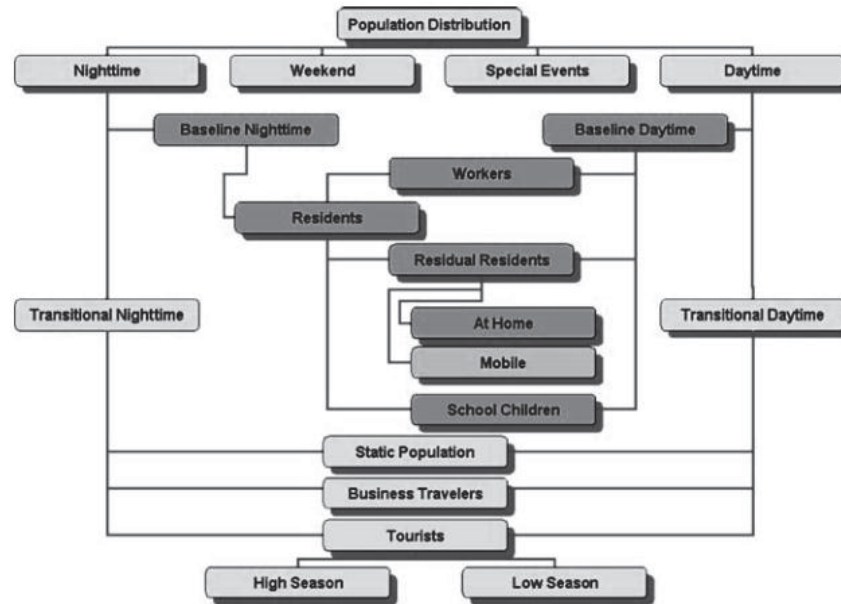 Population Distribution
Nighttime
Weekend
Special Events
Daytime
Baseline Nighttime
Baseline Daytime
Workers
Residents
Residual Residents
Transitional Nighttime
At Home
Transitional Daytime
Mobile
School Children
Static Population
Business Travelers
Tourists
High Season
Low Season